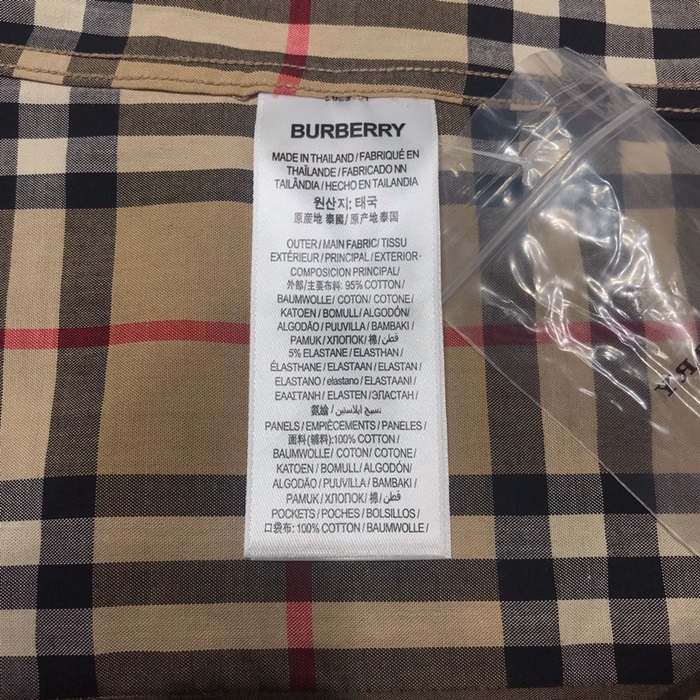 BURBERRY
MADE IN THAILAND / FABRIQUÉ EN
THAÏLANDE / FABRICADO NN
TAILÂNDIA / HECHO EN TAILANDIA
원산지: 태국
原産地 泰國 / 原产地 泰国
OUTER / MAIN FABRIC / TISSU
EXTÉRIEUR / PRINCIPAL / EXTERIOR-
COMPOSICION PRINCIPAL /
外部/主要布料: 95% COTTON /
BAUMWOLLE / COTON / COTONE /
KATOEN / BOMULL / ALGODÓN /
ALGODÃO / PUUVILLA / BAMBAKI /
PAMUK / ХЛОПОК / 棉 / قطن /
5% ELASTANE / ELASTHAN /
ÉLASTHANE / ELASTAAN / ELASTAN /
ELASTANO / elastano / ELASTAANI /
ΕΛΑΣΤΑΝΗ / ELASTEN / ЭЛАСТАН /
氨綸 / نسيج ايلاستين /
PANELS / EMPIÈCEMENTS / PANELES /
面料(辅料): 100% COTTON /
BAUMWOLLE / COTON / COTONE /
KATOEN / BOMULL / ALGODÓN /
ALGODÃO / PUUVILLA / BAMBAKI /
PAMUK / ХЛОПОК / 棉 / قطن /
POCKETS / POCHES / BOLSILLOS /
口袋布: 100% COTTON / BAUMWOLLE /